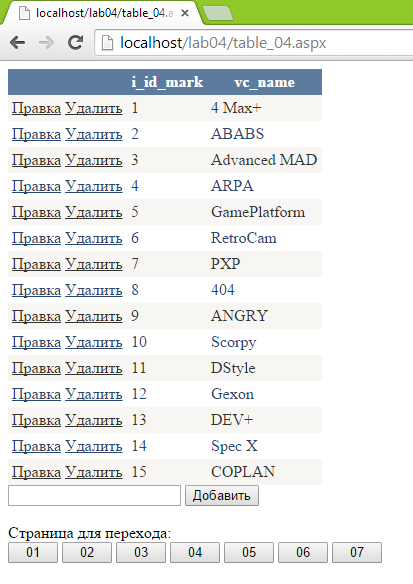 localhost/lab04/table_04.a
localhost/lab04/table_04.aspx
i_id_mark vc_name
Правка Удалить 1 4 Max+
Правка Удалить 2 ABABS
Правка Удалить 3 Advanced MAD
Правка Удалить 4 ARPA
Правка Удалить 5 GamePlatform
Правка Удалить 6 RetroCam
Правка Удалить 7 PXP
Правка Удалить 8 404
Правка Удалить 9 ANGRY
Правка Удалить 10 Scorpy
Правка Удалить 11 DStyle
Правка Удалить 12 Gexon
Правка Удалить 13 DEV+
Правка Удалить 14 Spec X
Правка Удалить 15 COPLAN
Добавить
Страница для перехода:
01 02 03 04 05 06 07